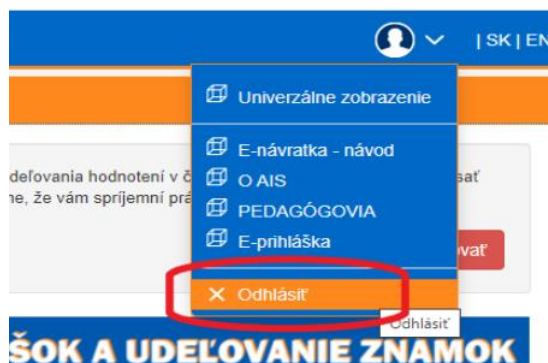 | SK | EN
Univerzálne zobrazenie
E-návratka - návod
deľovania hodnotení v č
sať
O AIS
ne, že vám spríjemní prá
PEDAGÓGOVIA
E-prihláška
vať
Odhlásiť
Odhlásiť
ŠOK A UDEĽOVANIE ZNÁMOK